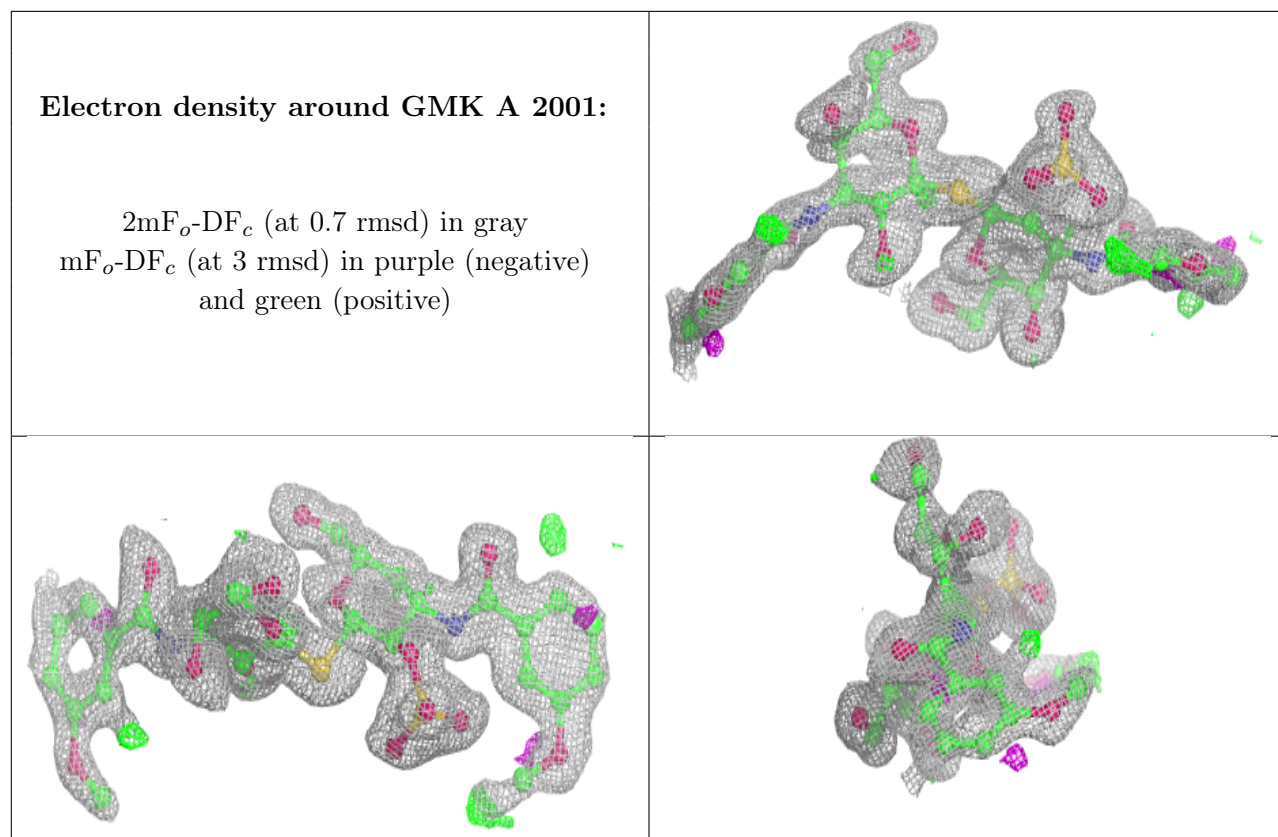 Electron density around GMK A 2001:
2mFₒ-DF𝒸 (at 0.7 rmsd) in gray
mFₒ-DF𝒸 (at 3 rmsd) in purple (negative)
and green (positive)